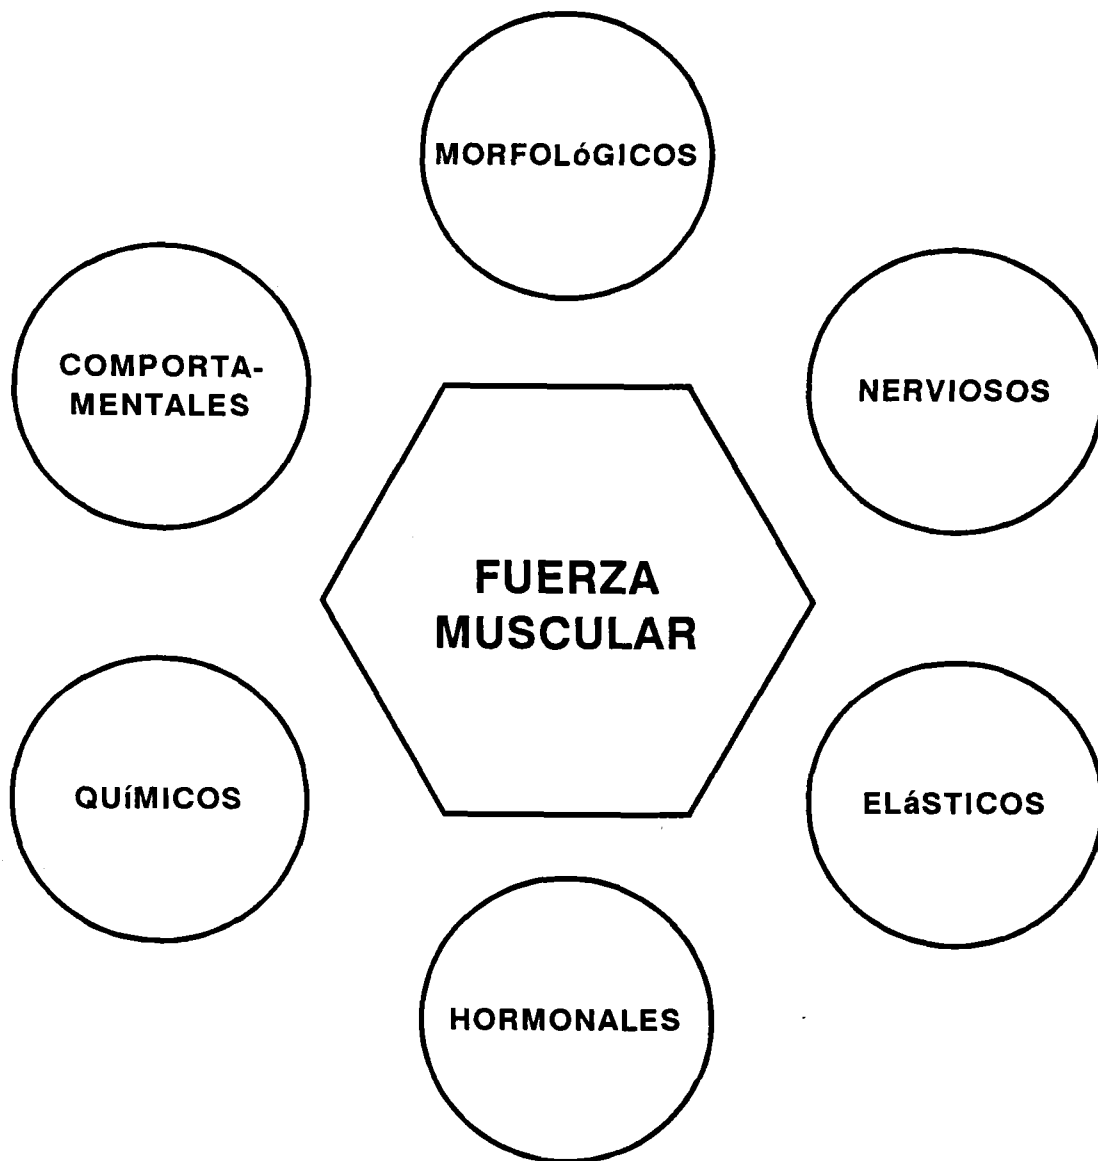 MORFOLóGICOS
COMPORTA-
MENTALES
NERVIOSOS
FUERZA
MUSCULAR
QUíMICOS
ELáSTICOS
HORMONALES